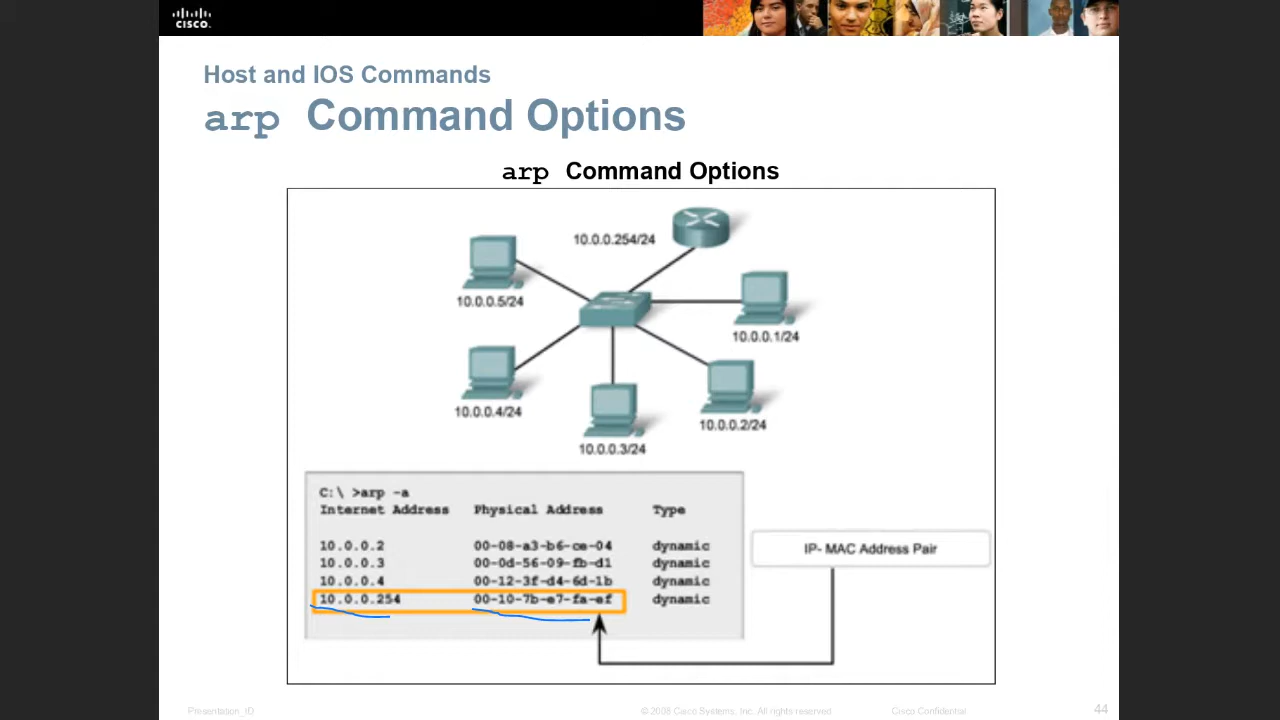 CISCO
Host and IOS Commands
arp Command Options
arp Command Options
10.0.0.254/24
10.0.0.5/24
10.0.0.1/24
10.0.0.4/24
10.0.0.2/24
10.0.0.3/24
C:\ >arp -a
Internet Address Physical Address Type
10.0.0.2 00-08-a3-b6-ce-04 dynamic
10.0.0.3 00-0d-56-09-fb-d1 dynamic
10.0.0.4 00-12-3f-d4-6d-1b dynamic
10.0.0.254 00-10-7b-e7-fa-ef dynamic
IP- MAC Address Pair
Presentation_ID © 2008 Cisco Systems, Inc. All rights reserved. Cisco Confidential 44